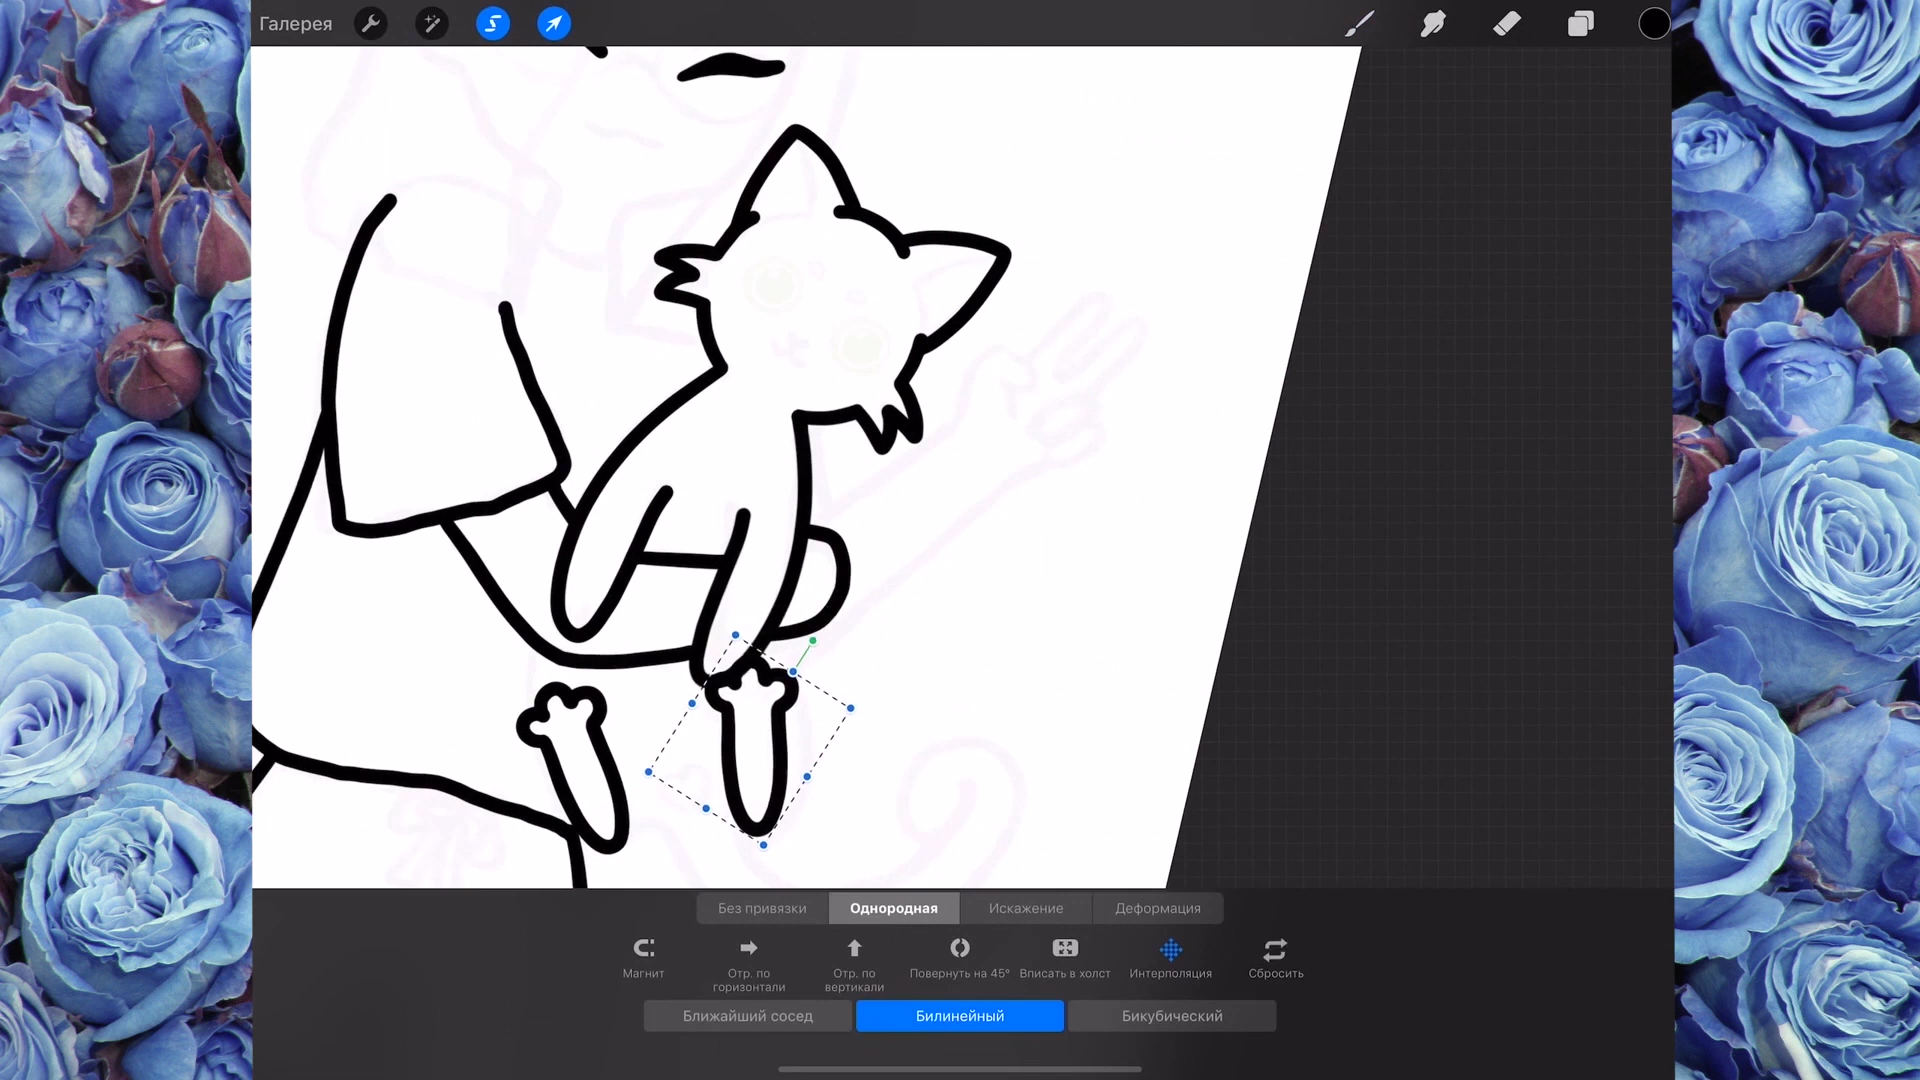 Галерея
Без привязки
Однородная
Искажение
Деформация
Магнит
Отр. по
горизонтали
Отр. по
вертикали
Повернуть на 45°
Вписать в холст
Интерполяция
Сбросить
Ближайший сосед
Билинейный
Бикубический